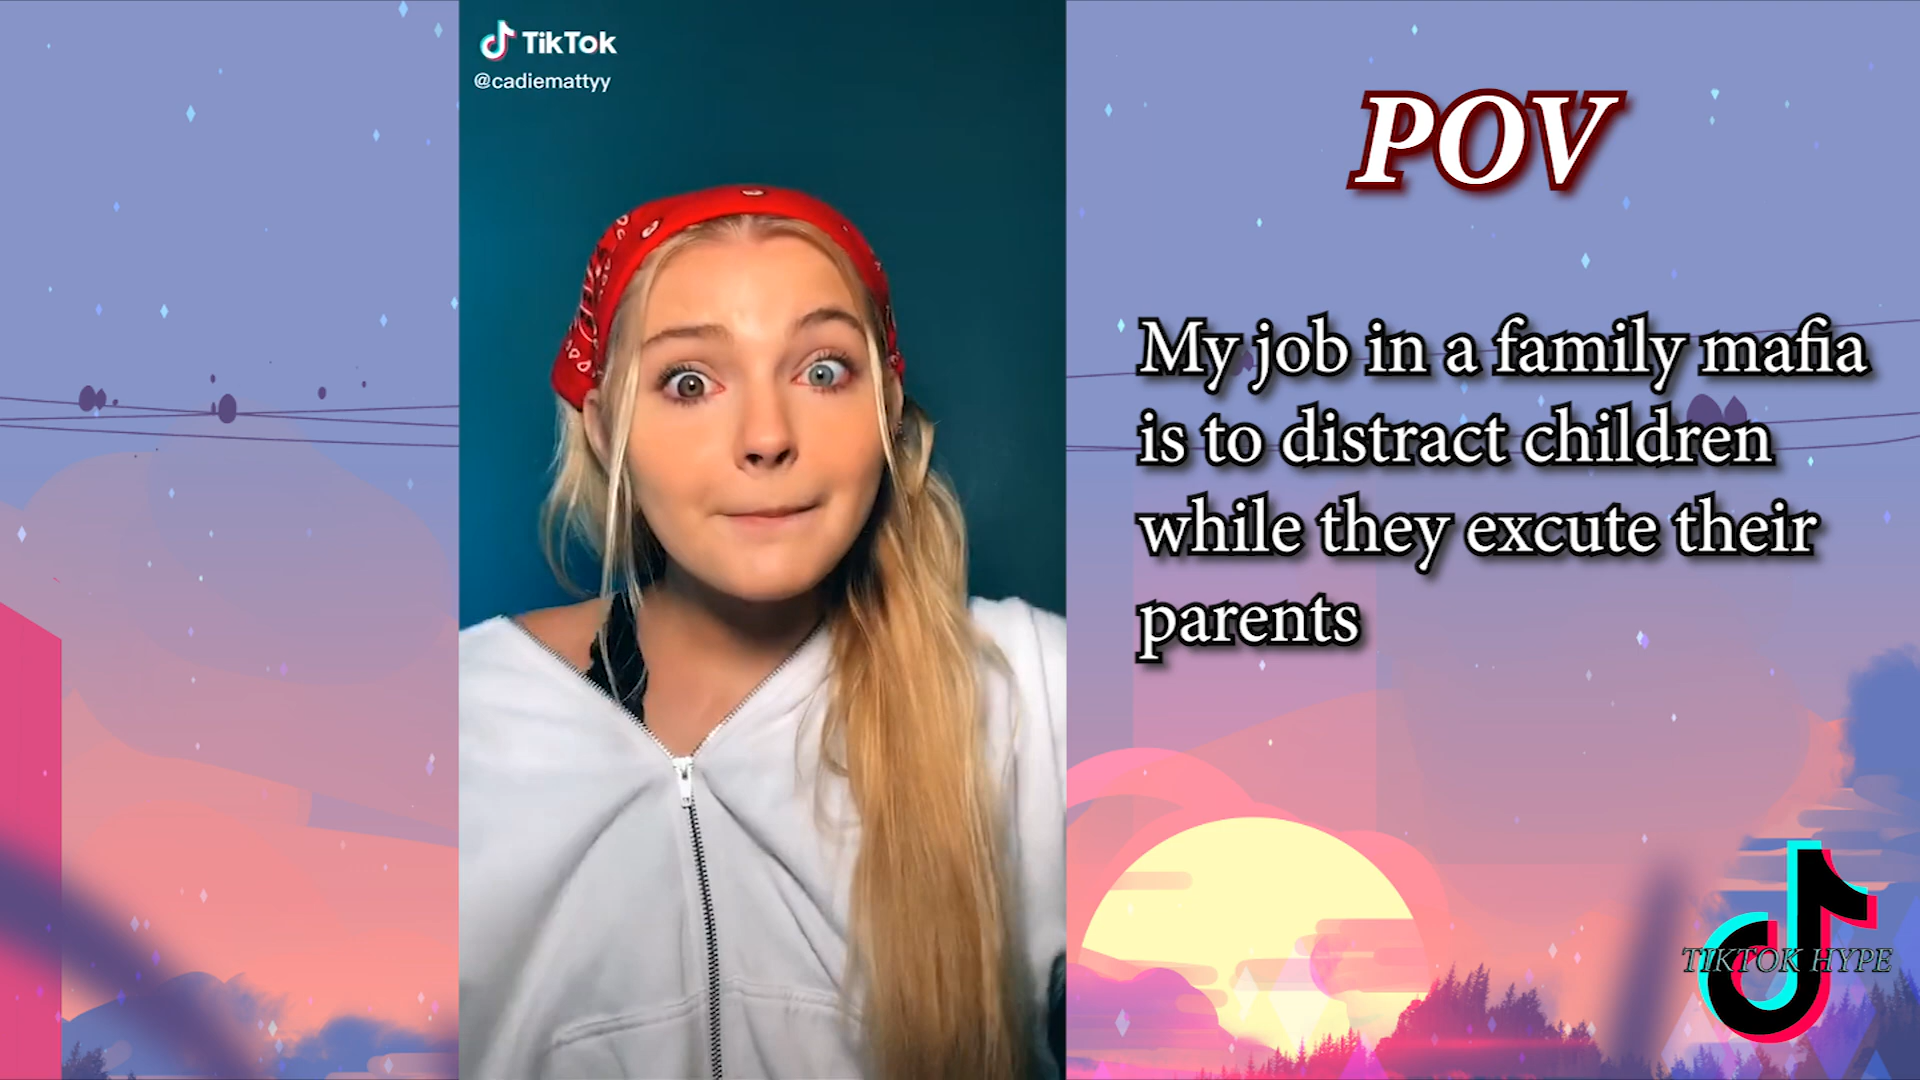 TikTok
@cadiemattyy
POV
My job in a family mafia
is to distract children
while they excute their
parents
TIKTOK HYPE